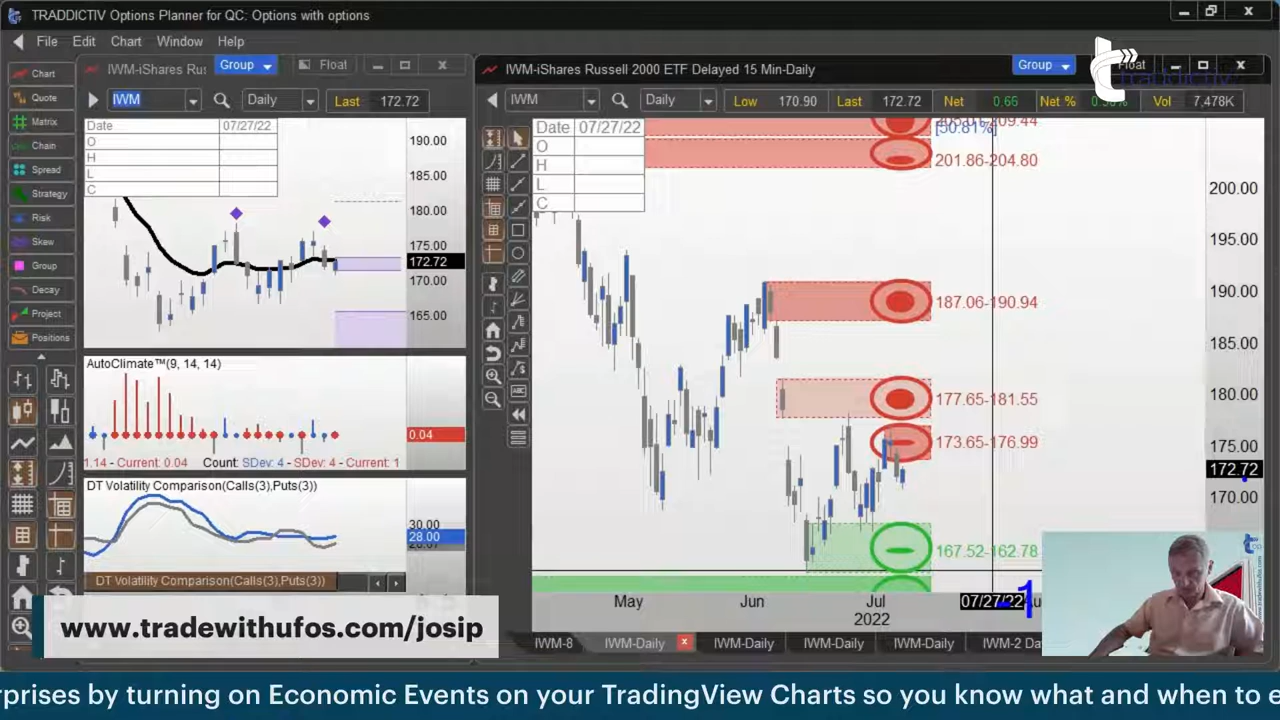 TRADDICTIV Options Planner for QC: Options with options
File Edit Chart Window Help
IWM-iShares Rus Group Float
IWM-iShares Russell 2000 ETF Delayed 15 Min-Daily Group Float
TRADDICTIV
IWM Daily Last 172.72
IWM Daily Low 170.90 Last 172.72 Net 0.66 Net % Vol 7,478K
Chart
Quote
Matrix
Chain
Spread
Strategy
Risk
Skew
Group
Decay
Project
Positions
Date 07/27/22
O
H
L
C
190.00
185.00
180.00
175.00
172.72
170.00
165.00
AutoClimate™(9, 14, 14)
0.04
1.14 - Current: 0.04 Count: SDev: 4 - SDev: 4 - Current: 1
DT Volatility Comparison(Calls(3),Puts(3))
30.00
28.00
DT Volatility Comparison(Calls(3),Puts(3))
Date 07/27/22
O
H
L
C
[50.81%]
201.86-204.80
187.06-190.94
177.65-181.55
173.65-176.99
167.52-162.78
200.00
195.00
190.00
185.00
180.00
175.00
172.72
170.00
ABC
May Jun Jul 07/27/22
2022
-1
IWM-8 IWM-Daily IWM-Daily IWM-Daily IWM-Daily IWM-2 Da
www.tradewithufos.com/josip
rprises by turning on Economic Events on your TradingView Charts so you know what and when to e